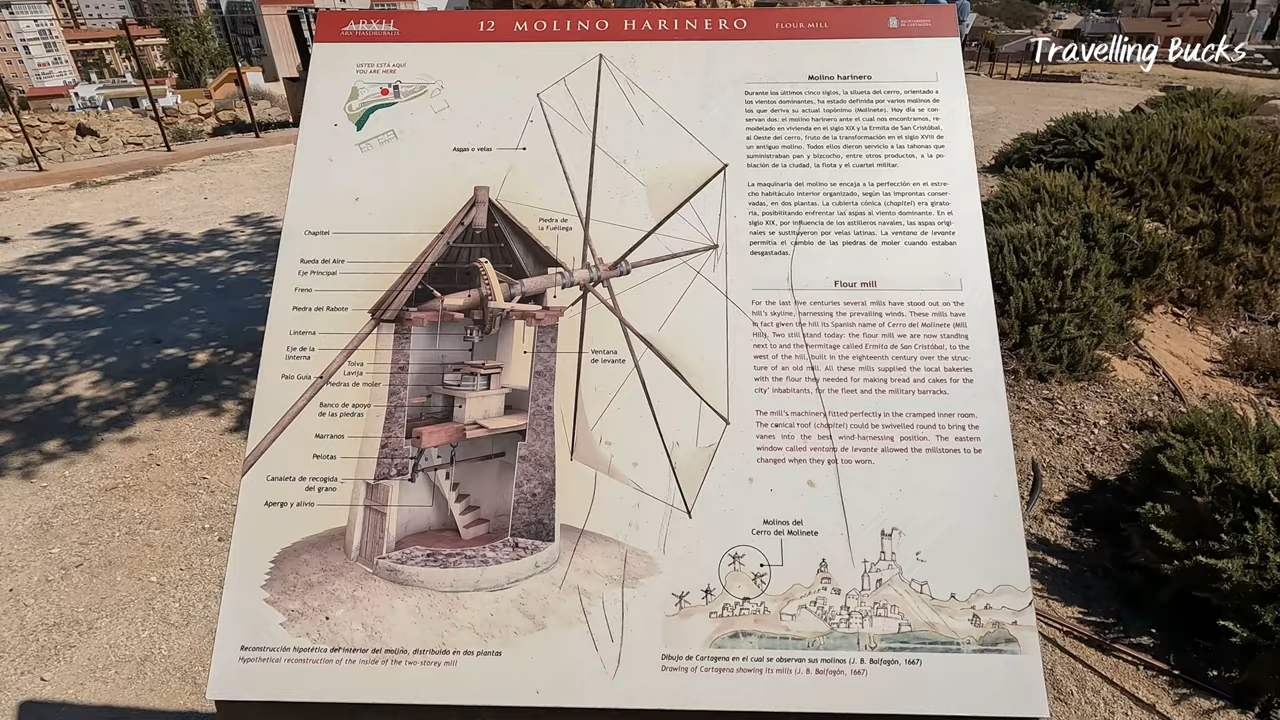 ARXH
ARX HASDRUBALIS
12 MOLINO HARINERO FLOUR MILL
AYUNTAMIENTO
DE CARTAGENA
Travelling Bucks
USTED ESTÁ AQUÍ
YOU ARE HERE
Aspas o velas
Piedra de
la Fuéllega
Chapitel
Rueda del Aire
Eje Principal
Freno
Piedra del Rabote
Linterna
Eje de la
linterna
Tolva
Lavija
Palo Guía
Piedras de moler
Banco de apoyo
de las piedras
Marranos
Pelotas
Canaleta de recogida
del grano
Apergo y alivio
Ventana
de levante
Reconstrucción hipotética del interior del molino, distribuido en dos plantas
Hypothetical reconstruction of the inside of the two-storey mill
Molino harinero
Durante los últimos cinco siglos, la silueta del cerro, orientado a
los vientos dominantes, ha estado definida por varios molinos de
los que deriva su actual topónimo (Molinete). Hoy día se con-
servan dos: el molino harinero ante el cual nos encontramos, re-
modelado en vivienda en el siglo XIX y la Ermita de San Cristóbal,
al Oeste del cerro, fruto de la transformación en el siglo XVIII de
un antiguo molino. Todos ellos dieron servicio a las tahonas que
suministraban pan y bizcocho, entre otros productos, a la po-
blación de la ciudad, la flota y el cuartel militar.
La maquinaria del molino se encaja a la perfección en el estre-
cho habitáculo interior organizado, según las improntas conser-
vadas, en dos plantas. La cubierta cónica (chapitel) era girato-
ria, posibilitando enfrentar las aspas al viento dominante. En el
siglo XIX, por influencia de los astilleros navales, las aspas origi-
nales se sustituyeron por velas latinas. La ventana de levante
permitía el cambio de las piedras de moler cuando estaban
desgastadas.
Flour mill
For the last five centuries several mills have stood out on the
hill's skyline, harnessing the prevailing winds. These mills have
in fact given the hill its Spanish name of Cerro del Molinete (Mill
Hill). Two still stand today: the flour mill we are now standing
next to and the hermitage called Ermita de San Cristóbal, to the
west of the hill, built in the eighteenth century over the struc-
ture of an old mill. All these mills supplied the local bakeries
with the flour they needed for making bread and cakes for the
city' inhabitants, for the fleet and the military barracks.
The mill's machinery fitted perfectly in the cramped inner room.
The conical roof (chapitel) could be swivelled round to bring the
vanes into the best wind-harnessing position. The eastern
window called ventana de levante allowed the millstones to be
changed when they got too worn.
Molinos del
Cerro del Molinete
Dibujo de Cartagena en el cual se observan sus molinos (J. B. Balfagón, 1667)
Drawing of Cartagena showing its mills (J. B. Balfagón, 1667)